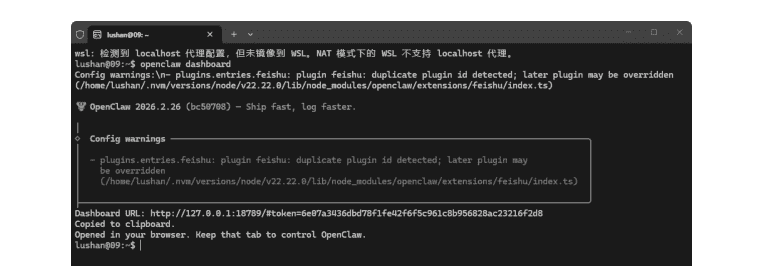 lushan@09: ~
wsl: 检测到 localhost 代理配置，但未镜像到 WSL。NAT 模式下的 WSL 不支持 localhost 代理。
lushan@09:~$ openclaw dashboard
Config warnings:\n- plugins.entries.feishu: plugin feishu: duplicate plugin id detected; later plugin may be overridden
(/home/lushan/.nvm/versions/node/v22.22.0/lib/node_modules/openclaw/extensions/feishu/index.ts)
🦞 OpenClaw 2026.2.26 (bc50708) — Ship fast, log faster.
Config warnings
- plugins.entries.feishu: plugin feishu: duplicate plugin id detected; later plugin may
be overridden
(/home/lushan/.nvm/versions/node/v22.22.0/lib/node_modules/openclaw/extensions/feishu/index.ts)
Dashboard URL: http://127.0.0.1:18789/#token=6e07a3436dbd78f1fe42f6f5c961c8b956828ac23216f2d8
Copied to clipboard.
Opened in your browser. Keep that tab to control OpenClaw.
lushan@09:~$